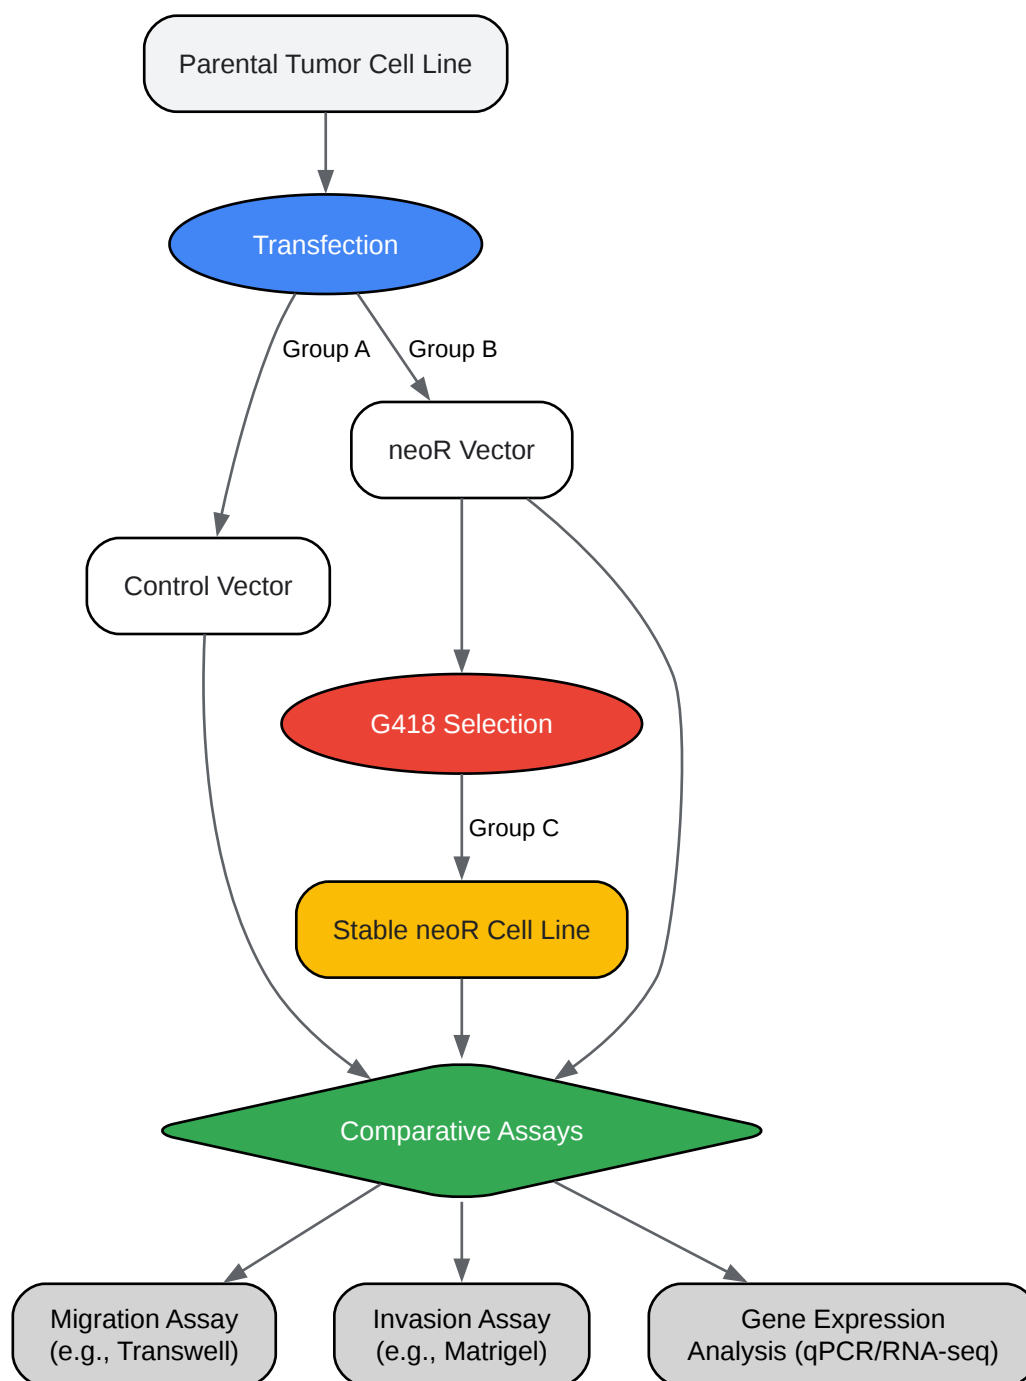 Parental Tumor Cell Line
Transfection
Group A
Group B
neoR Vector
Control Vector
G418 Selection
Group C
Stable neoR Cell Line
Comparative Assays
Migration Assay
(e.g., Transwell)
Invasion Assay
(e.g., Matrigel)
Gene Expression
Analysis (qPCR/RNA-seq)